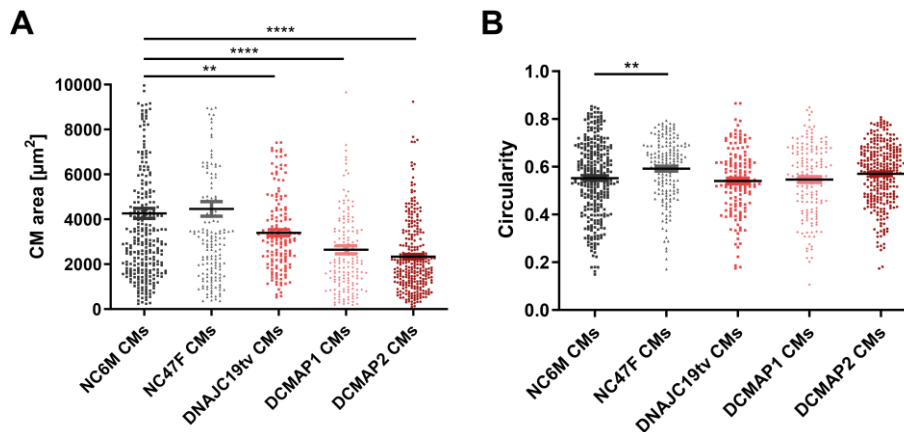 A
****
****
**
CM area [µm²]
10000
8000
6000
4000
2000
0
NC6M CMs
NC47F CMs
DNAJC19tv CMs
DCMAP1 CMs
DCMAP2 CMs
B
**
Circularity
1.0
0.8
0.6
0.4
0.2
0.0
NC6M CMs
NC47F CMs
DNAJC19tv CMs
DCMAP1 CMs
DCMAP2 CMs